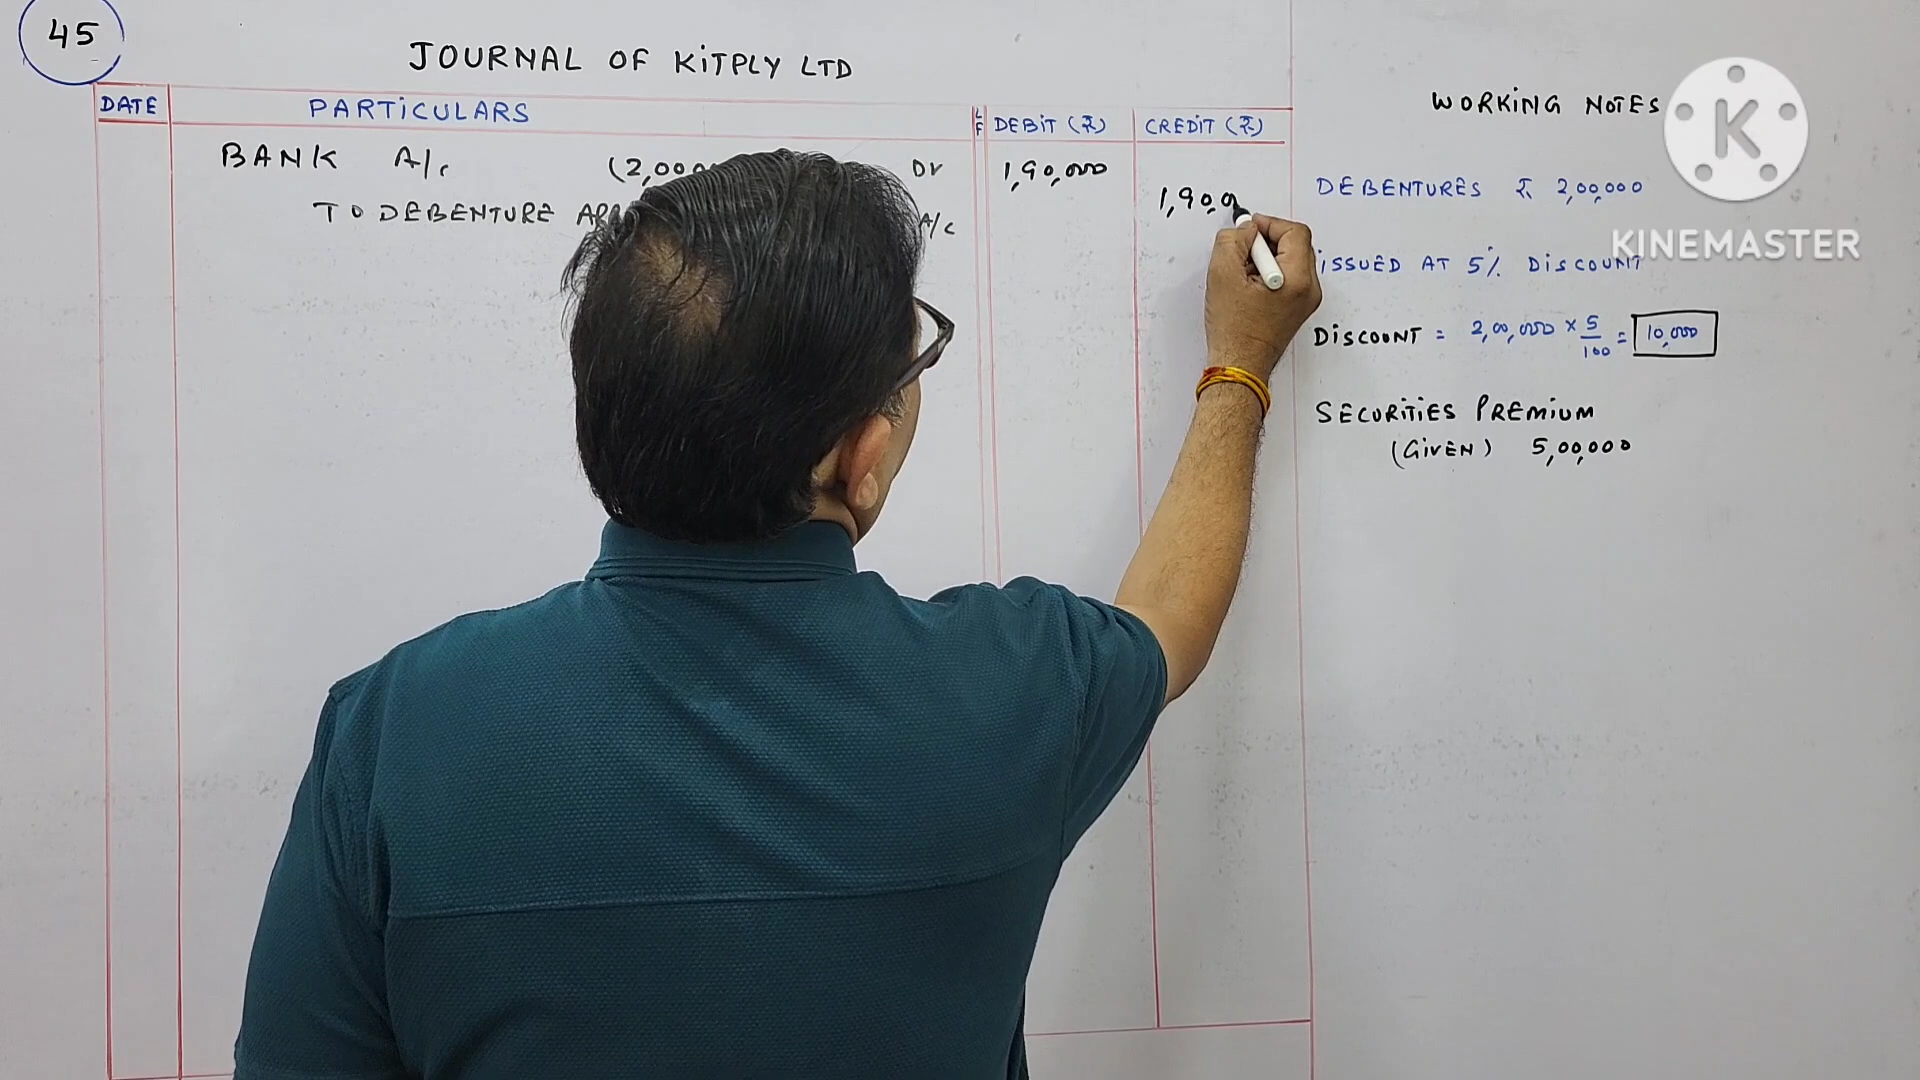 45
JOURNAL OF KITPLY LTD
DATE PARTICULARS LF DEBIT (₹) CREDIT (₹)
BANK A/c Dr 1,90,000
TO DEBENTURE A/c
WORKING NOTES
DEBENTURES ₹ 2,00,000
ISSUED AT 5% DISCOUNT
DISCOUNT = 2,00,000 × 5/100 = 10,000
SECURITIES PREMIUM
(GIVEN) 5,00,000
K
KINEMASTER